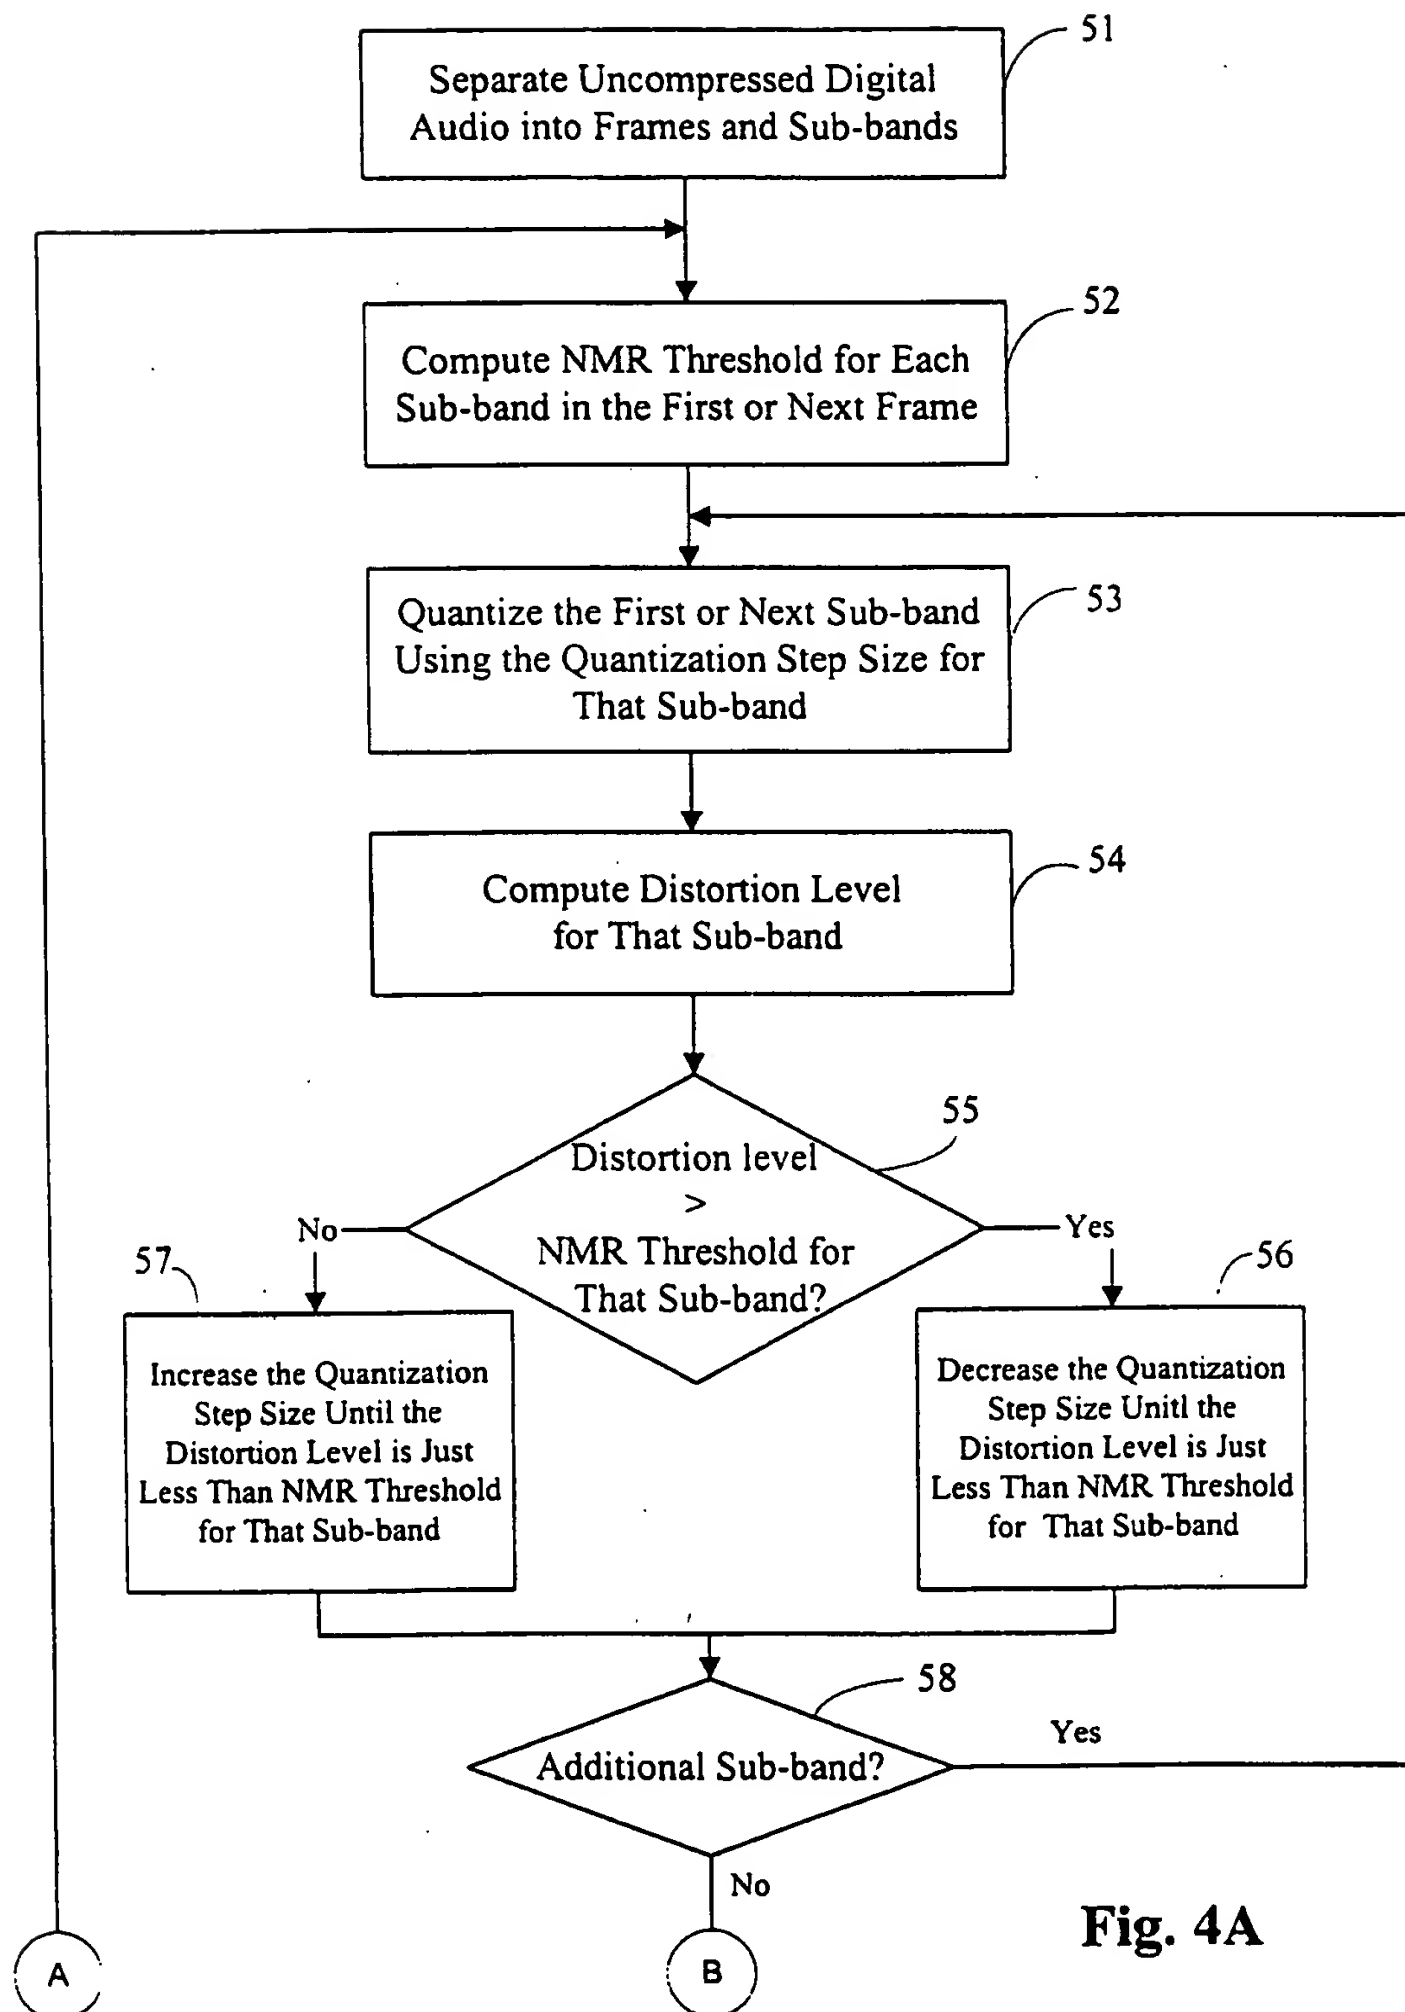 51
Separate Uncompressed Digital
Audio into Frames and Sub-bands
52
Compute NMR Threshold for Each
Sub-band in the First or Next Frame
53
Quantize the First or Next Sub-band
Using the Quantization Step Size for
That Sub-band
54
Compute Distortion Level
for That Sub-band
55
Distortion level
>
NMR Threshold for
That Sub-band?
No
Yes
57
56
Increase the Quantization
Step Size Until the
Distortion Level is Just
Less Than NMR Threshold
for That Sub-band
Decrease the Quantization
Step Size Unitl the
Distortion Level is Just
Less Than NMR Threshold
for That Sub-band
58
Additional Sub-band?
Yes
No
Fig. 4A
A
B